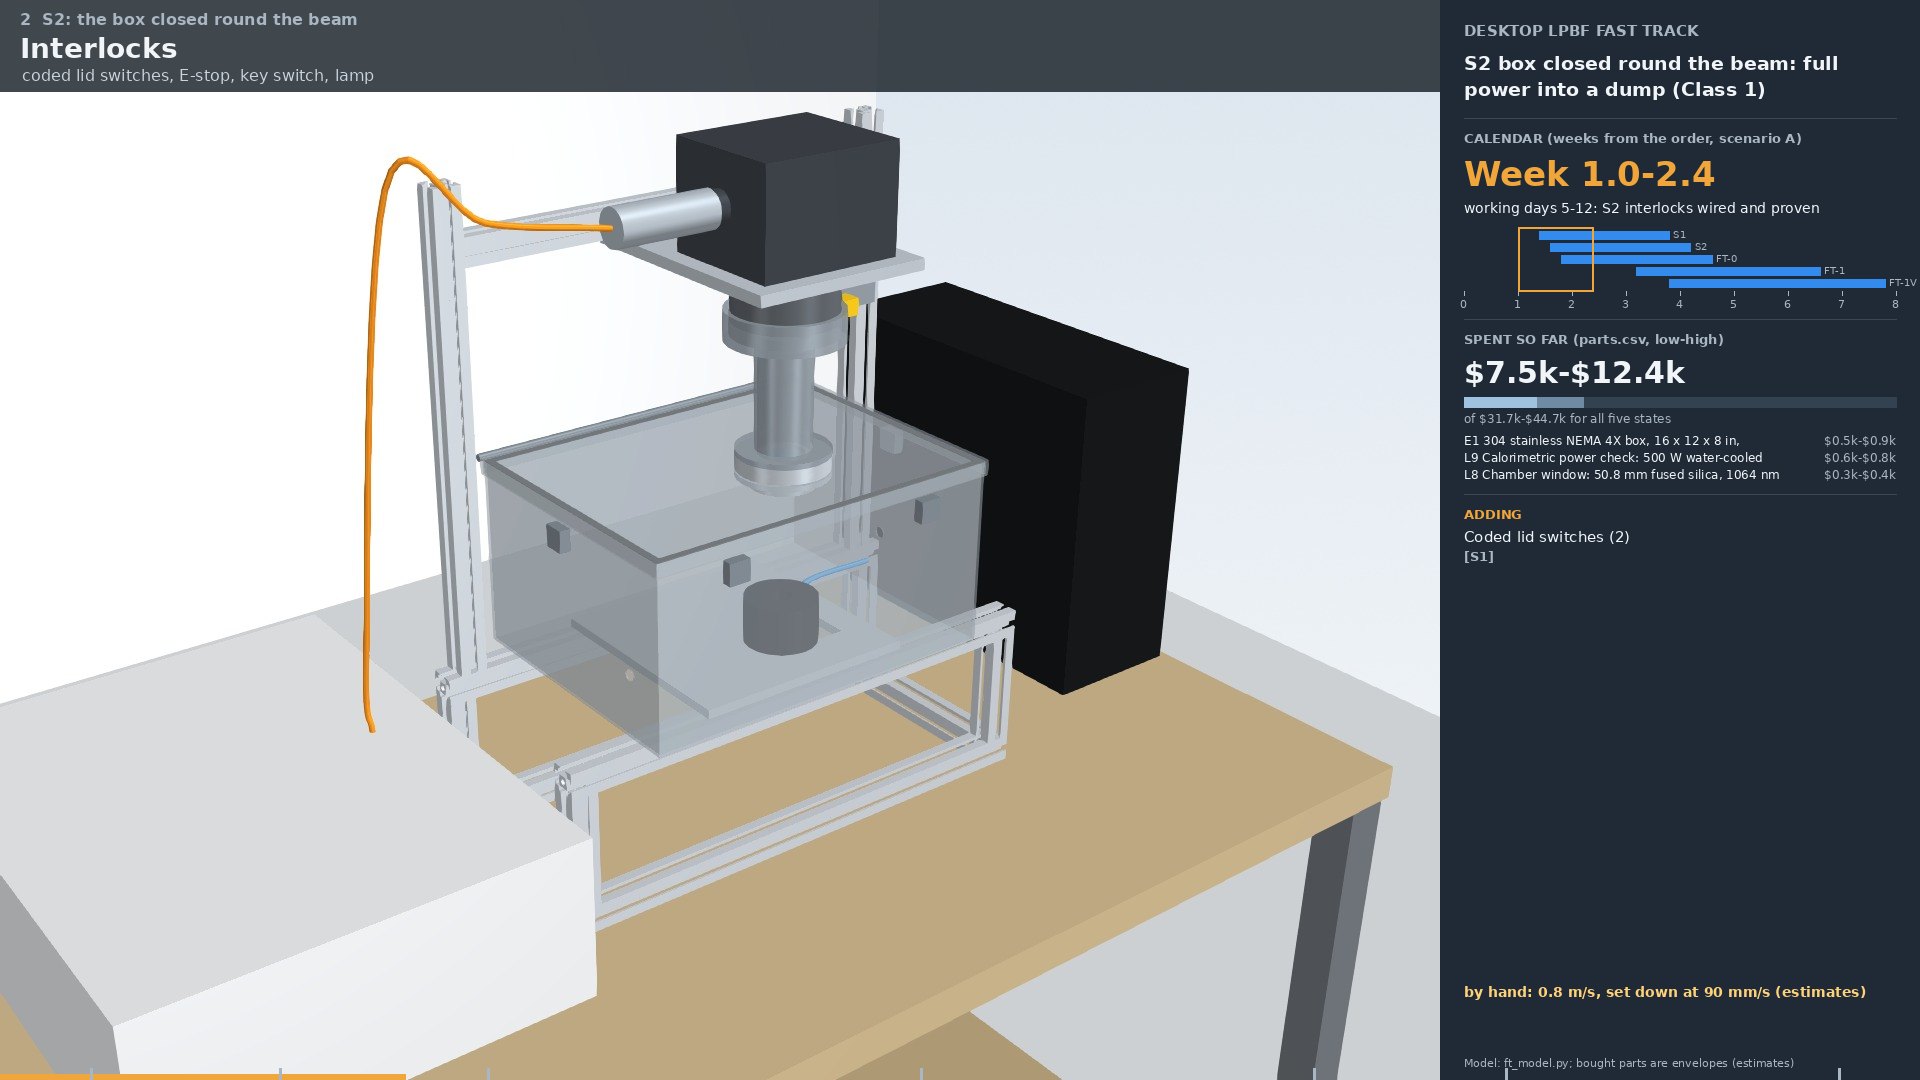 2 S2: the box closed round the beam
Interlocks
coded lid switches, E-stop, key switch, lamp
DESKTOP LPBF FAST TRACK
S2 box closed round the beam: full
power into a dump (Class 1)
CALENDAR (weeks from the order, scenario A)
Week 1.0-2.4
working days 5-12: S2 interlocks wired and proven
S1
S2
FT-0
FT-1
FT-1V
0 1 2 3 4 5 6 7 8
SPENT SO FAR (parts.csv, low-high)
$7.5k-$12.4k
of $31.7k-$44.7k for all five states
E1 304 stainless NEMA 4X box, 16 x 12 x 8 in, $0.5k-$0.9k
L9 Calorimetric power check: 500 W water-cooled $0.6k-$0.8k
L8 Chamber window: 50.8 mm fused silica, 1064 nm $0.3k-$0.4k
ADDING
Coded lid switches (2)
[S1]
by hand: 0.8 m/s, set down at 90 mm/s (estimates)
Model: ft_model.py; bought parts are envelopes (estimates)